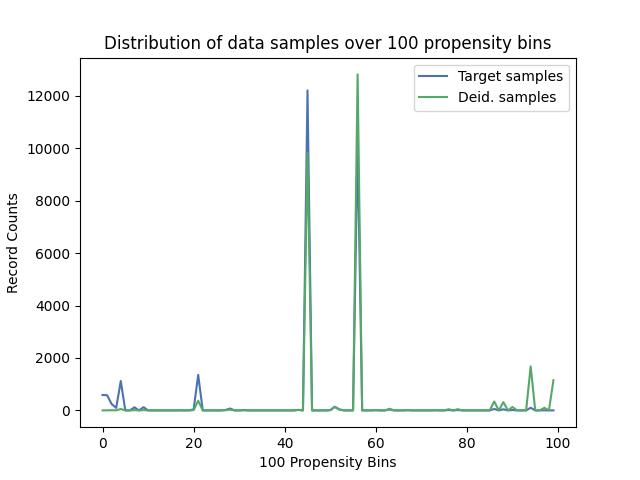 Distribution of data samples over 100 propensity bins
Target samples
Deid. samples
Record Counts
12000
10000
8000
6000
4000
2000
0
0 20 40 60 80 100
100 Propensity Bins